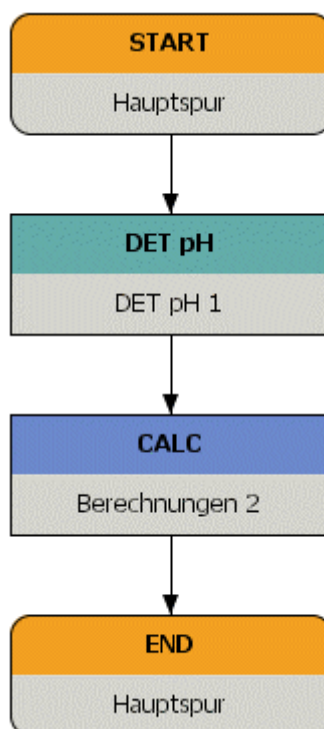 START
Hauptspur
DET pH
DET pH 1
CALC
Berechnungen 2
END
Hauptspur